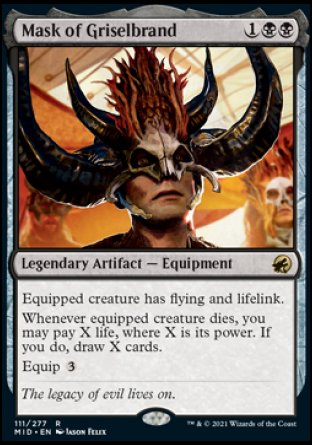 Mask of Griselbrand 1
Legendary Artifact — Equipment
Equipped creature has flying and lifelink.
Whenever equipped creature dies, you
may pay X life, where X is its power. If
you do, draw X cards.
Equip 3
The legacy of evil lives on.
111/277 R
MID • EN Jason Felix
™ & © 2021 Wizards of the Coast